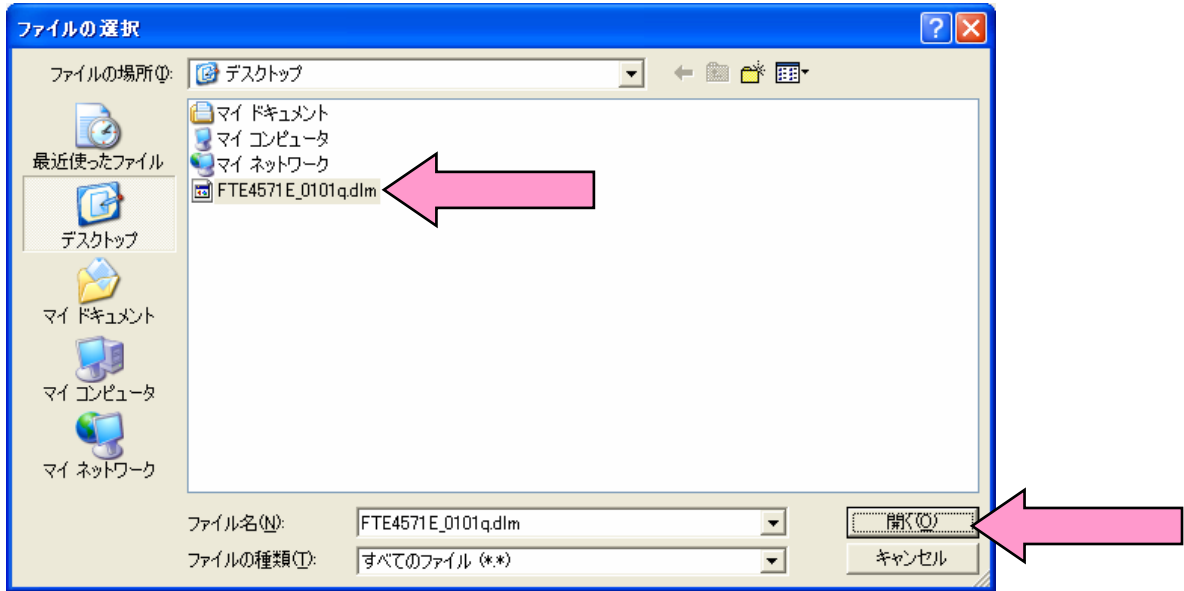 ファイルの選択
ファイルの場所(I):
デスクトップ
最近使ったファイル
デスクトップ
マイ ドキュメント
マイ コンピュータ
マイ ネットワーク
マイ ドキュメント
マイ コンピュータ
マイ ネットワーク
FTE4571E_0101q.dlm
ファイル名(N):
FTE4571E_0101q.dlm
開く(O)
ファイルの種類(T):
すべてのファイル (*.*)
キャンセル